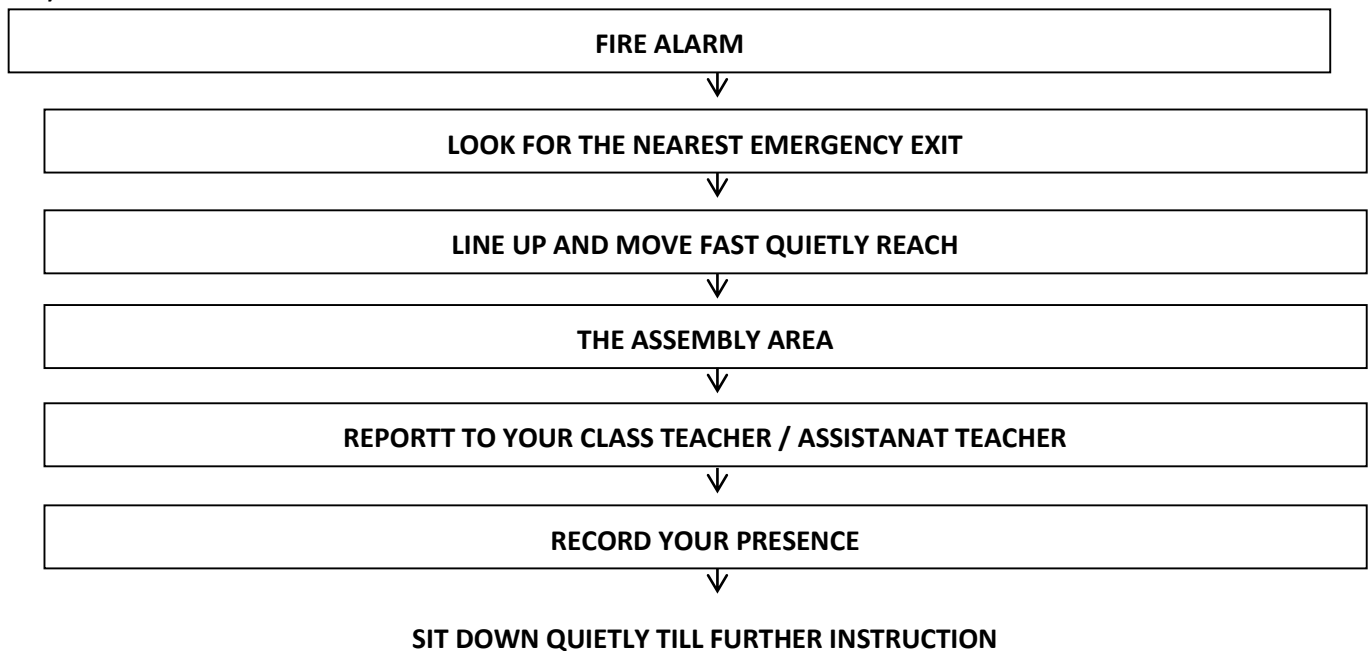 FIRE ALARM
LOOK FOR THE NEAREST EMERGENCY EXIT
LINE UP AND MOVE FAST QUIETLY REACH
THE ASSEMBLY AREA
REPORTT TO YOUR CLASS TEACHER / ASSISTANAT TEACHER
RECORD YOUR PRESENCE
SIT DOWN QUIETLY TILL FURTHER INSTRUCTION